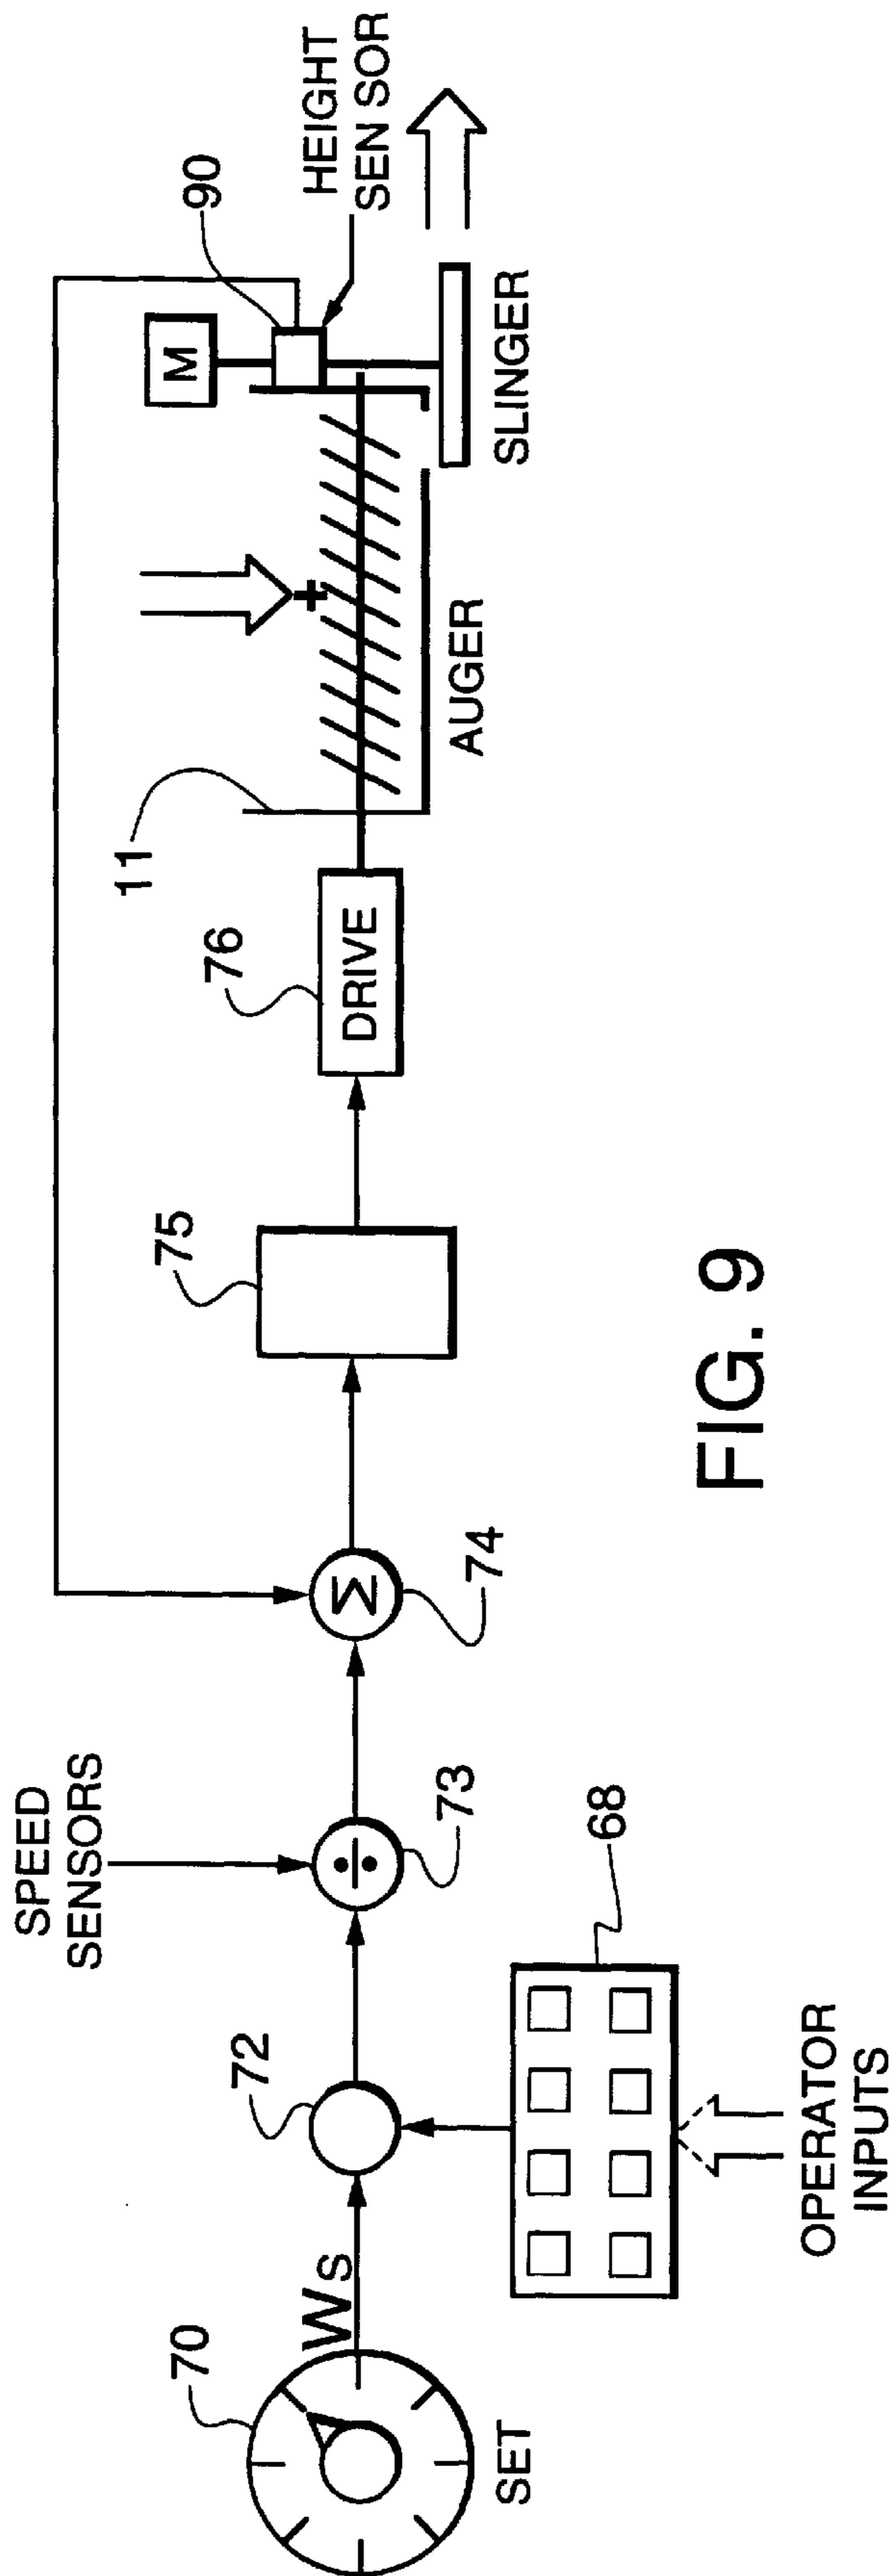 SPEED
SENSORS
90
HEIGHT
SEN SOR
M
11
76
DRIVE
75
70
WS
72
÷
73
Σ
74
AUGER
SLINGER
SET
68
OPERATOR
INPUTS
FIG. 9